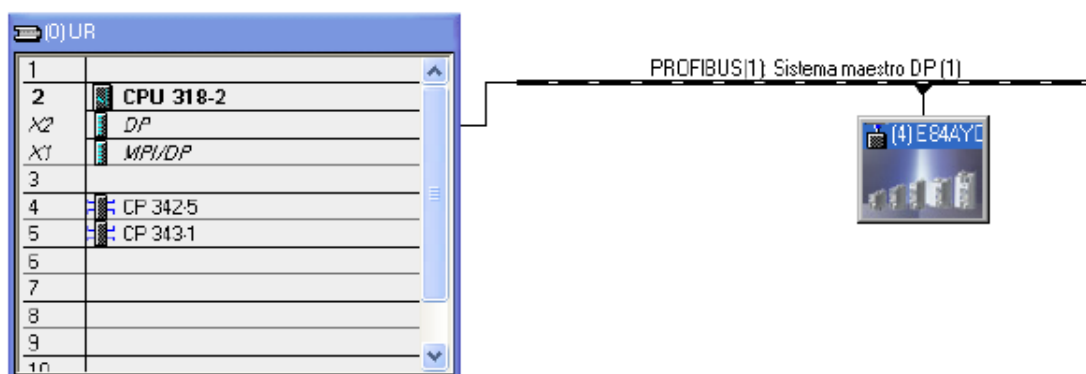 (0) UR
1
2 CPU 318-2
X2 DP
X1 MPI/DP
3
4 CP 342-5
5 CP 343-1
6
7
8
9
10
PROFIBUS(1): Sistema maestro DP (1)
(4) E84AYC